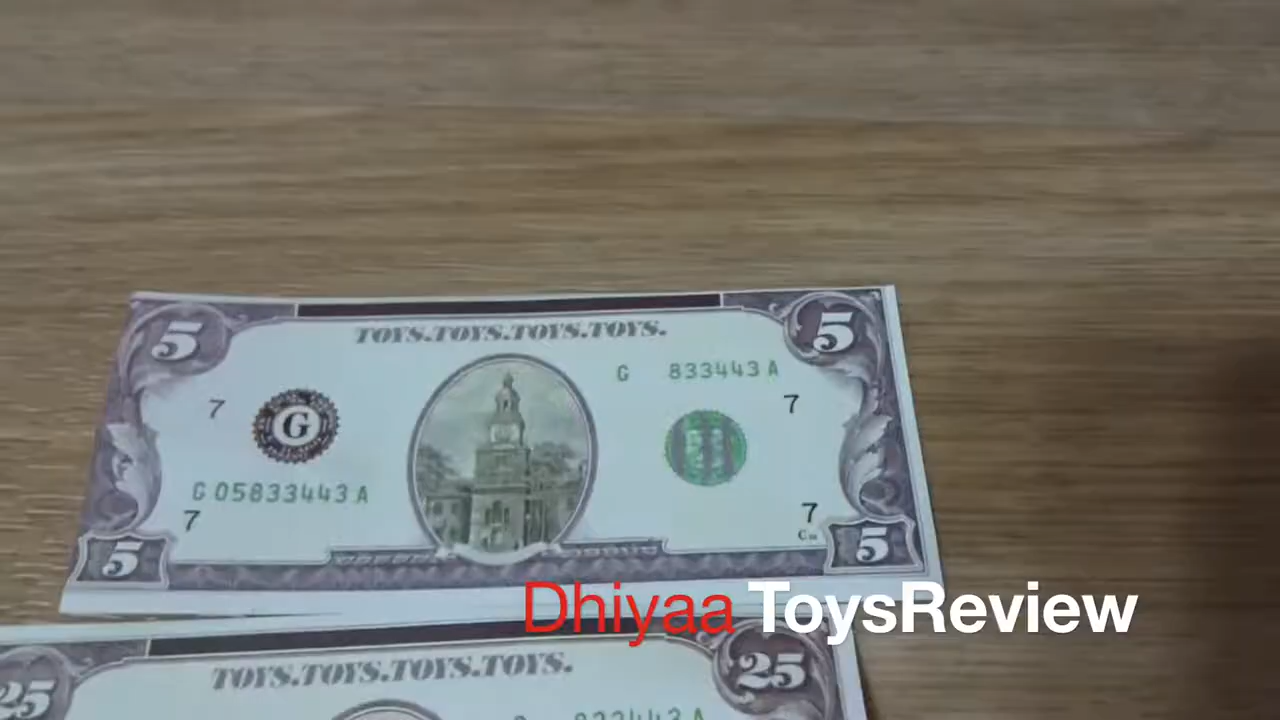 5 TOYS.TOYS.TOYS.TOYS. 5
G 833443 A
7 G 7
G 05833443 A
7 7
5 5
Dhiyaa ToysReview
25 TOYS.TOYS.TOYS.TOYS. 25